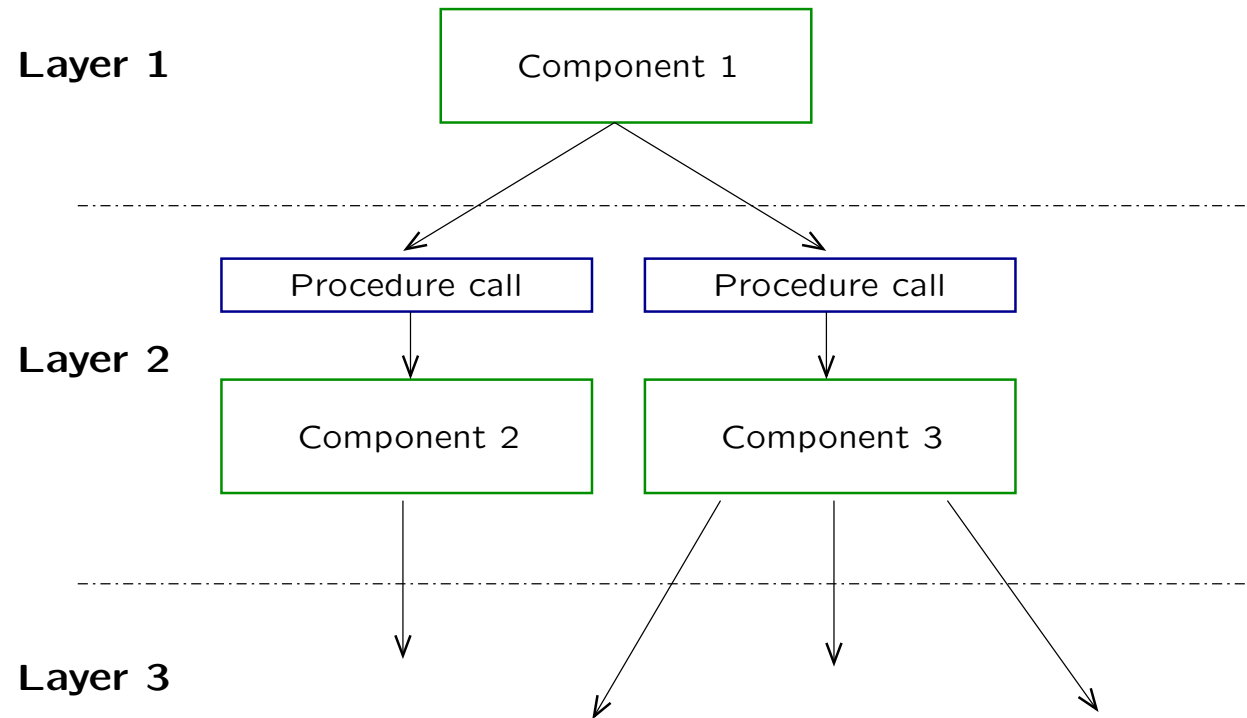 Layer 1
Component 1
Procedure call
Procedure call
Layer 2
Component 2
Component 3
Layer 3